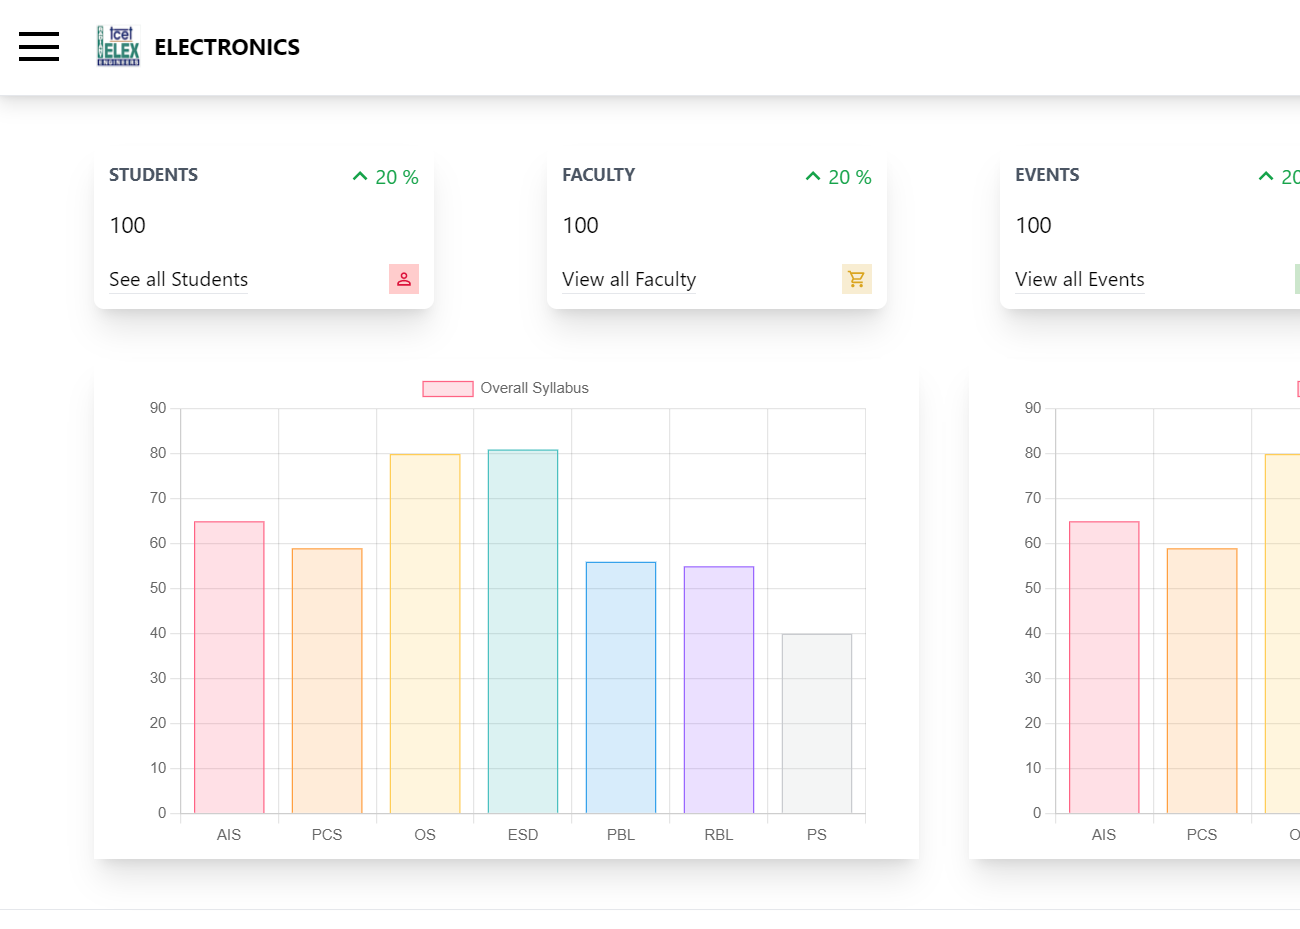 tcet
ELEX
ENGINEERS
ELECTRONICS
STUDENTS
20 %
100
See all Students
FACULTY
20 %
100
View all Faculty
EVENTS
20
100
View all Events
Overall Syllabus
90
80
70
60
50
40
30
20
10
0
AIS PCS OS ESD PBL RBL PS
90
80
70
60
50
40
30
20
10
0
AIS PCS O